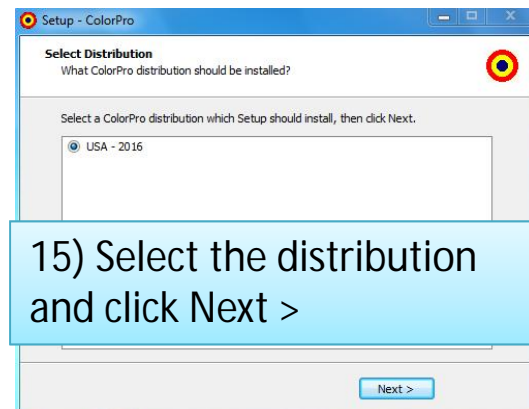 Setup - ColorPro
Select Distribution
What ColorPro distribution should be installed?
Select a ColorPro distribution which Setup should install, then click Next.
USA - 2016
15) Select the distribution
and click Next >
Next >